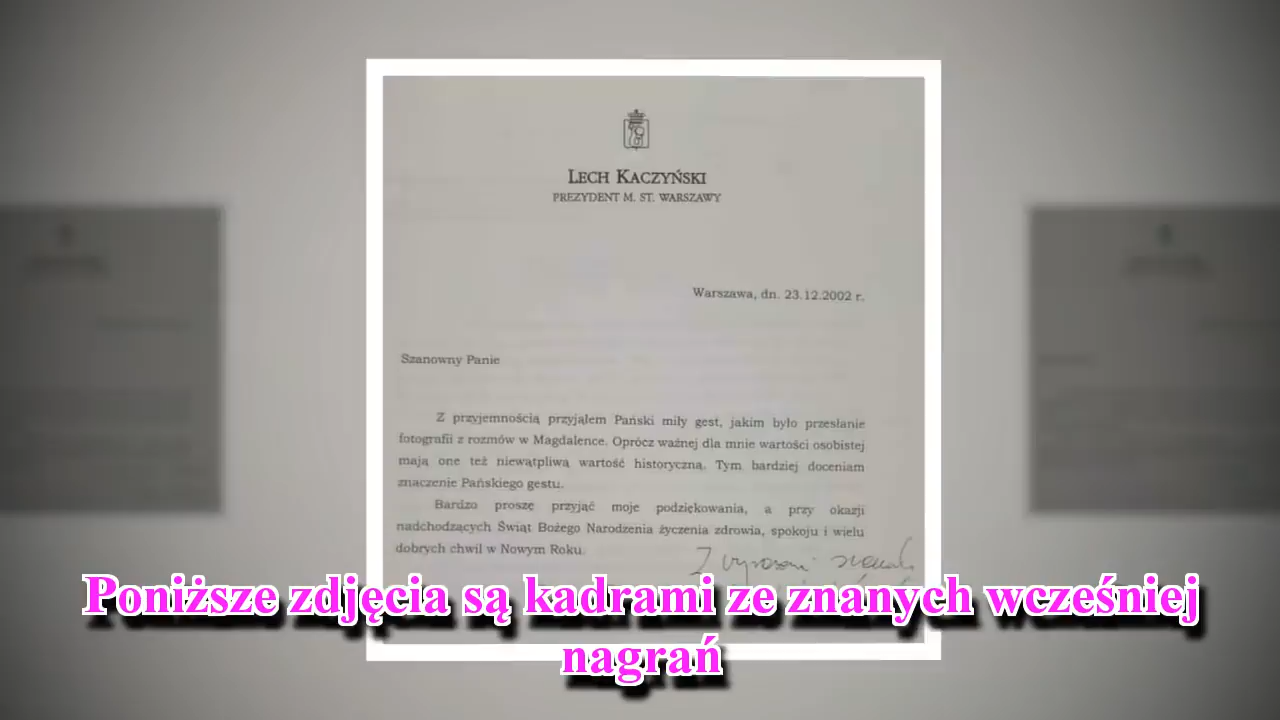 LECH KACZYŃSKI
PREZYDENT M. ST. WARSZAWY
Warszawa, dn. 23.12.2002 r.
Szanowny Panie
Z przyjemnością przyjąłem Pański miły gest, jakim było przesłanie
fotografii z rozmów w Magdalence. Oprócz ważnej dla mnie wartości osobistej
mają one też niewątpliwą wartość historyczną. Tym bardziej doceniam
znaczenie Pańskiego gestu.
Bardzo proszę przyjąć moje podziękowania, a przy okazji
nadchodzących Świąt Bożego Narodzenia życzenia zdrowia, spokoju i wielu
dobrych chwil w Nowym Roku.
Z wyrazami
Poniższe zdjęcia są kadrami ze znanych wcześniej
nagrań